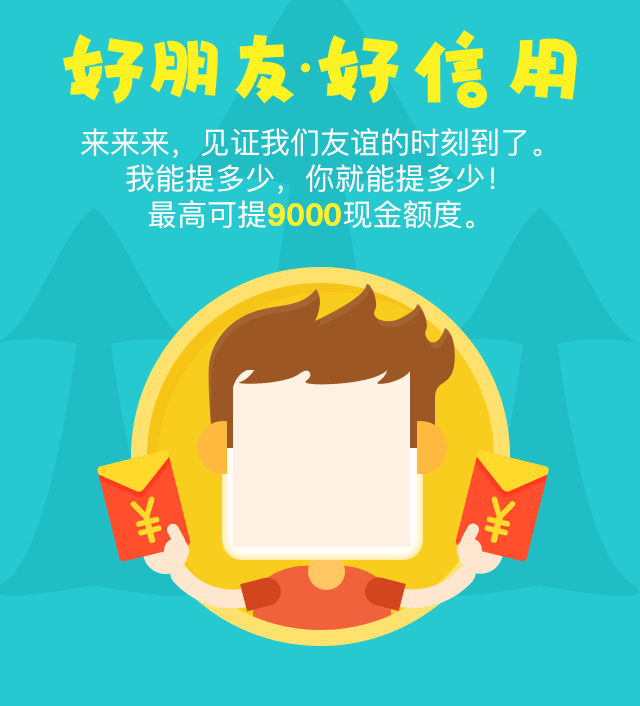 好朋友·好信用
来来来，见证我们友谊的时刻到了。
我能提多少，你就能提多少！
最高可提9000现金额度。
¥
¥